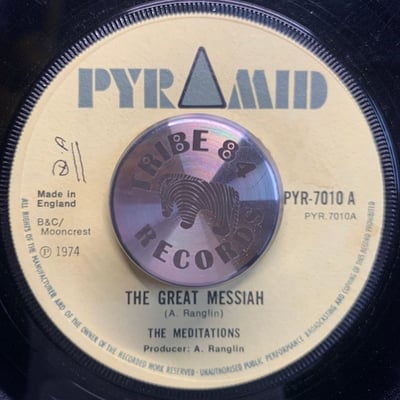 PYRAMID
TRIBE 84
RECORDS
Made in
England
B&C/
Mooncrest
℗ 1974
PYR-7010 A
PYR.7010A
THE GREAT MESSIAH
(A. Ranglin)
THE MEDITATIONS
Producer: A. Ranglin
ALL RIGHTS OF THE MANUFACTURER AND OF THE OWNER OF THE RECORDED WORK RESERVED - UNAUTHORISED PUBLIC PERFORMANCE BROADCASTING AND COPYING OF THIS RECORD PROHIBITED